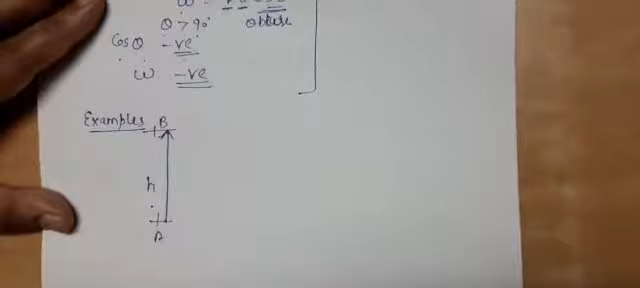 θ > 90° obtuse
Cos θ -ve
w -ve
Examples B
h
A